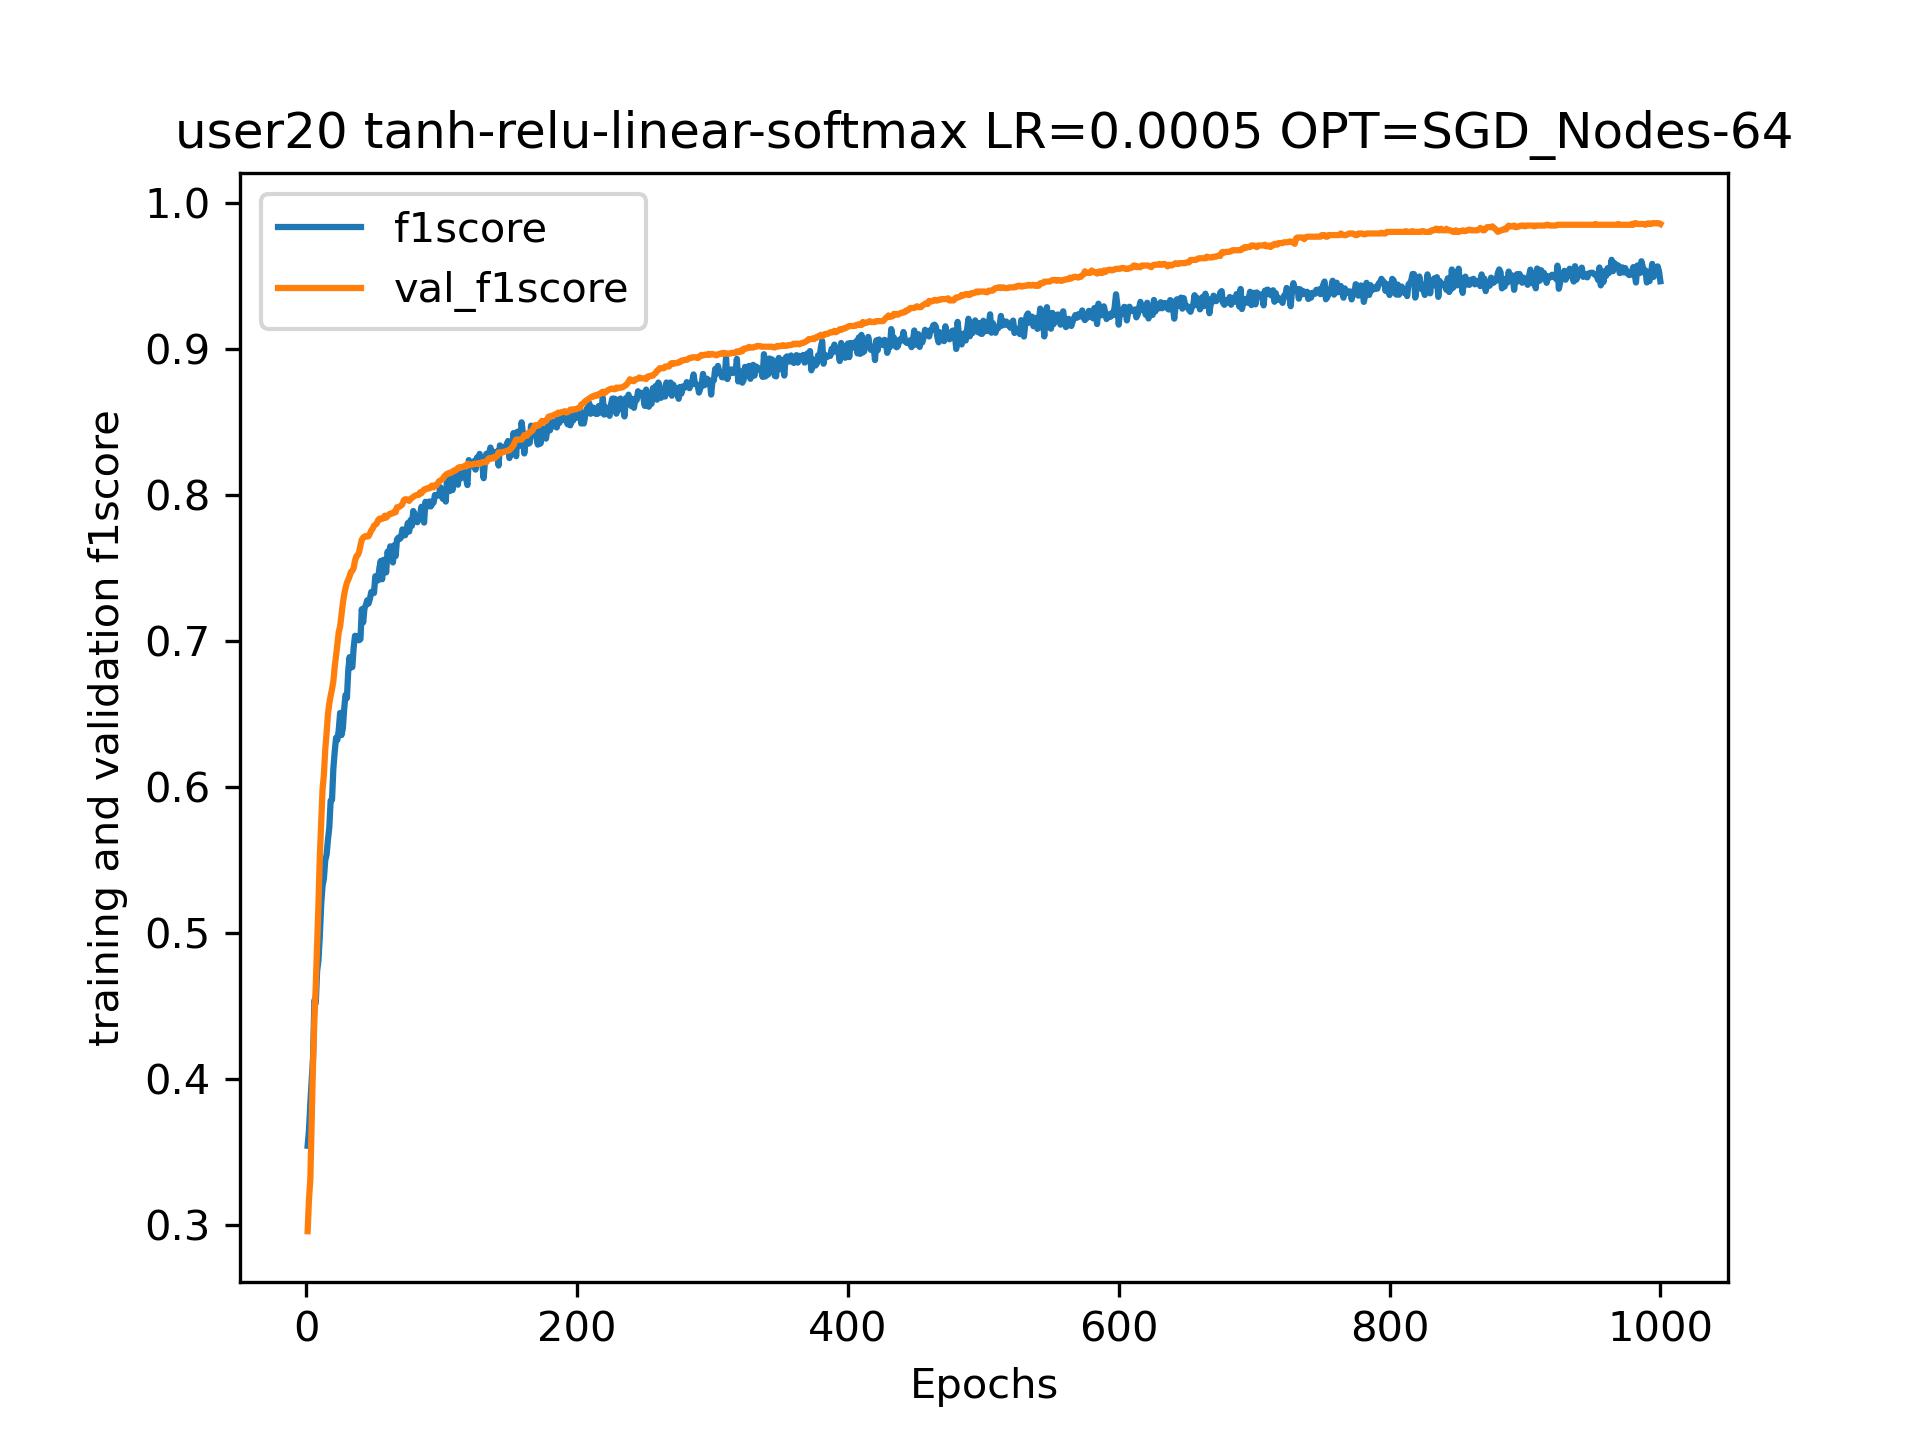 user20 tanh-relu-linear-softmax LR=0.0005 OPT=SGD_Nodes-64
f1score
val_f1score
training and validation f1score
1.0
0.9
0.8
0.7
0.6
0.5
0.4
0.3
0 200 400 600 800 1000
Epochs